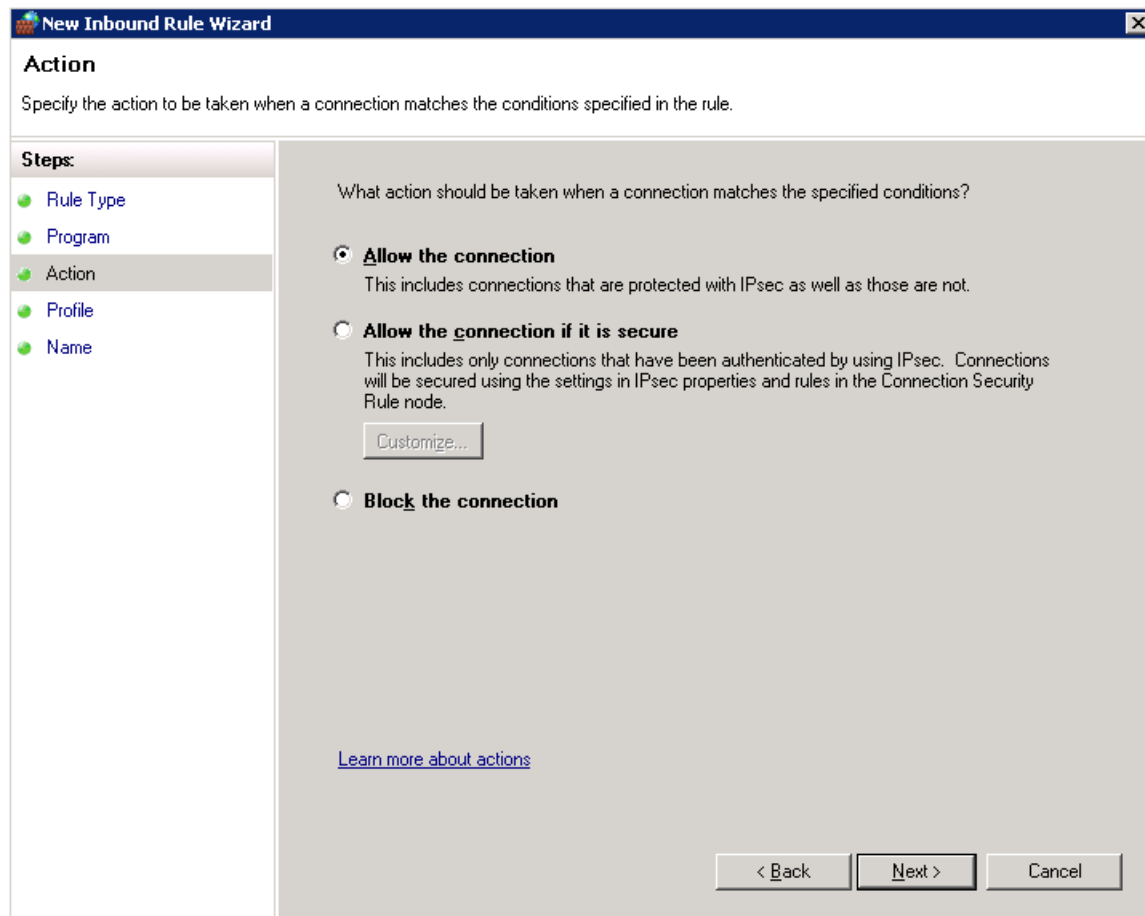 New Inbound Rule Wizard
Action
Specify the action to be taken when a connection matches the conditions specified in the rule.
Steps:
Rule Type
Program
Action
Profile
Name
What action should be taken when a connection matches the specified conditions?
Allow the connection
This includes connections that are protected with IPsec as well as those are not.
Allow the connection if it is secure
This includes only connections that have been authenticated by using IPsec.  Connections
will be secured using the settings in IPsec properties and rules in the Connection Security
Rule node.
Customize...
Block the connection
Learn more about actions
< Back
Next >
Cancel